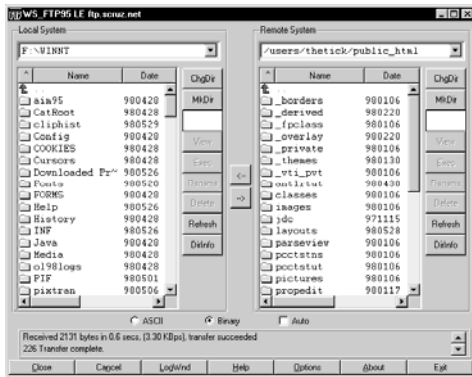 WS_FTP95 LE ftp.scruz.net
Local System
F:\WINNT
^ Name Date
..
aim95 980428
CatRoot 980428
cliphist 980529
Config 980428
COOKIES 980428
Cursors 980428
Downloaded Pr~ 980526
Fonts 980520
FORMS 980428
Help 980526
History 980428
INF 980526
Java 980428
Media 980428
ol98logs 980428
PIF 980501
pixtran 980506
ChgDir
MkDir
View
Exec
Rename
Delete
Refresh
DirInfo
<--
-->
Remote System
/users/thetick/public_html
^ Name Date
..
_borders 980106
_derived 980220
_fpclass 980106
_overlay 980220
_private 980106
_themes 980130
_vti_pvt 980106
980430
classes 980106
images 980106
jdc 971115
layouts 980528
parseview 980106
pcctstns 980106
pcctstut 980106
pictures 980106
propedit 980117
ChgDir
MkDir
View
Exec
Rename
Delete
Refresh
DirInfo
ASCII Binary Auto
Received 2131 bytes in 0.6 secs, (3.30 KBps), transfer succeeded
226 Transfer complete.
Close Cancel LogWnd Help Options About Exit